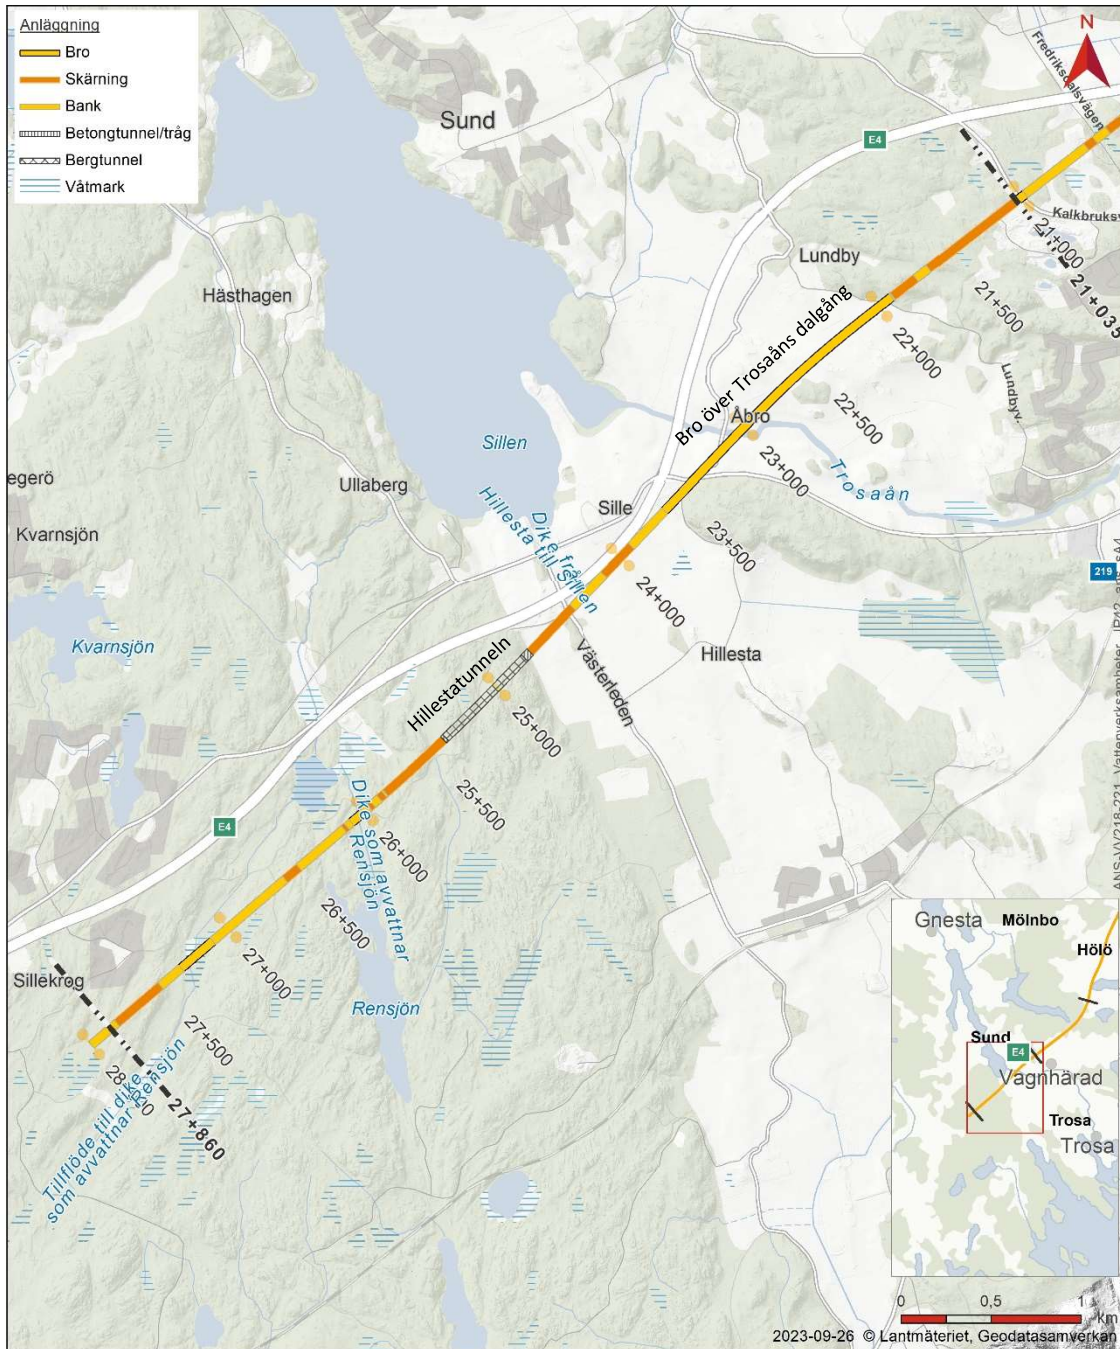 Anläggning
Bro
Skärning
Bank
Betongtunnel/tråg
Bergtunnel
Våtmark
N
Fredriksdalsvägen
Sund
E4
Kalkbruksv
21+000
21+035
Lundby
Hästhagen
21+500
22+000
Bro över Trosaåns dalgång
Lundbyv.
22+500
Åbro
Sillen
23+000
Trosaån
egerö
Ullaberg
Sille
Kvarnsjön
Dike från
Hillesta till Sillen
23+500
219
24+000
Kvarnsjön
Hillesta
Västerleden
Hillestatunneln
25+000
25+500
E4
26+000
Dike som avvattnar
Rensjön
26+500
27+000
Sillekrog
Rensjön
27+500
27+860
Tillflöde till dike
som avvattnar Rensjön
Gnesta
Mölnbo
Hölö
Sund
E4
Vagnhärad
Trosa
Trosa
0 0,5 1
km
2023-09-26 © Lantmäteriet, Geodatasamverkan